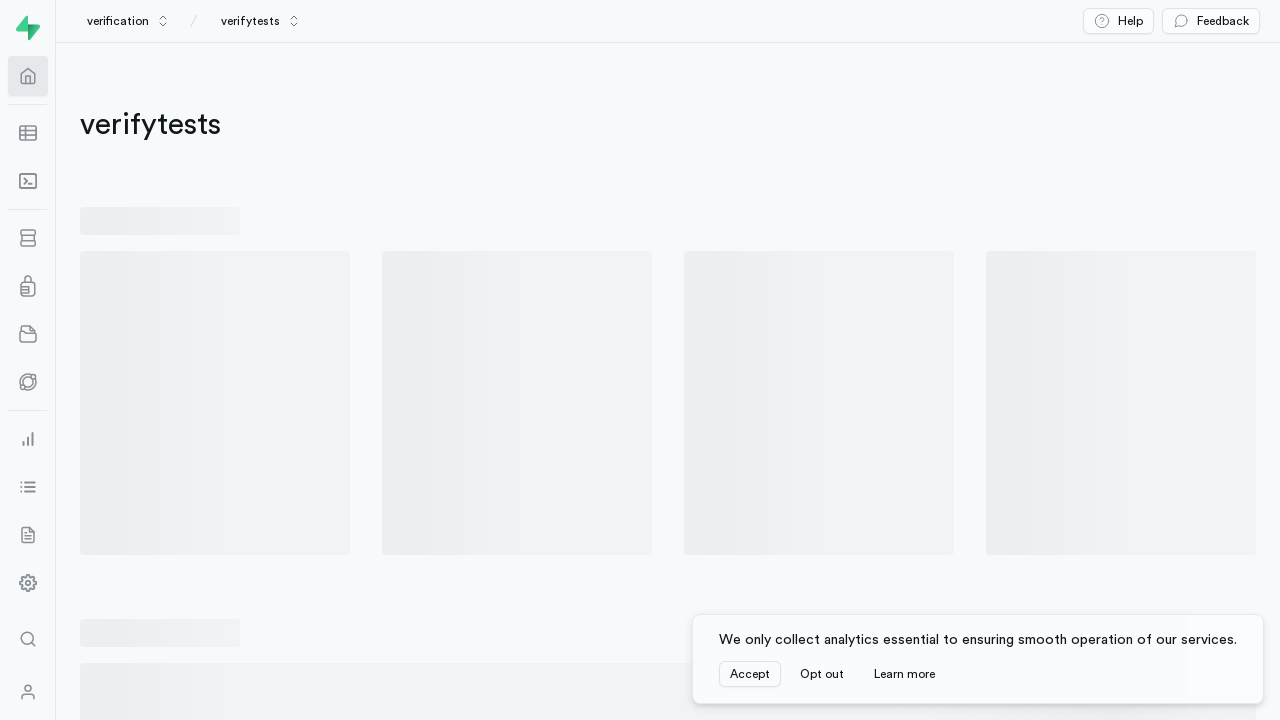 verification / verifytests
Help
Feedback
verifytests
We only collect analytics essential to ensuring smooth operation of our services.
Accept
Opt out
Learn more